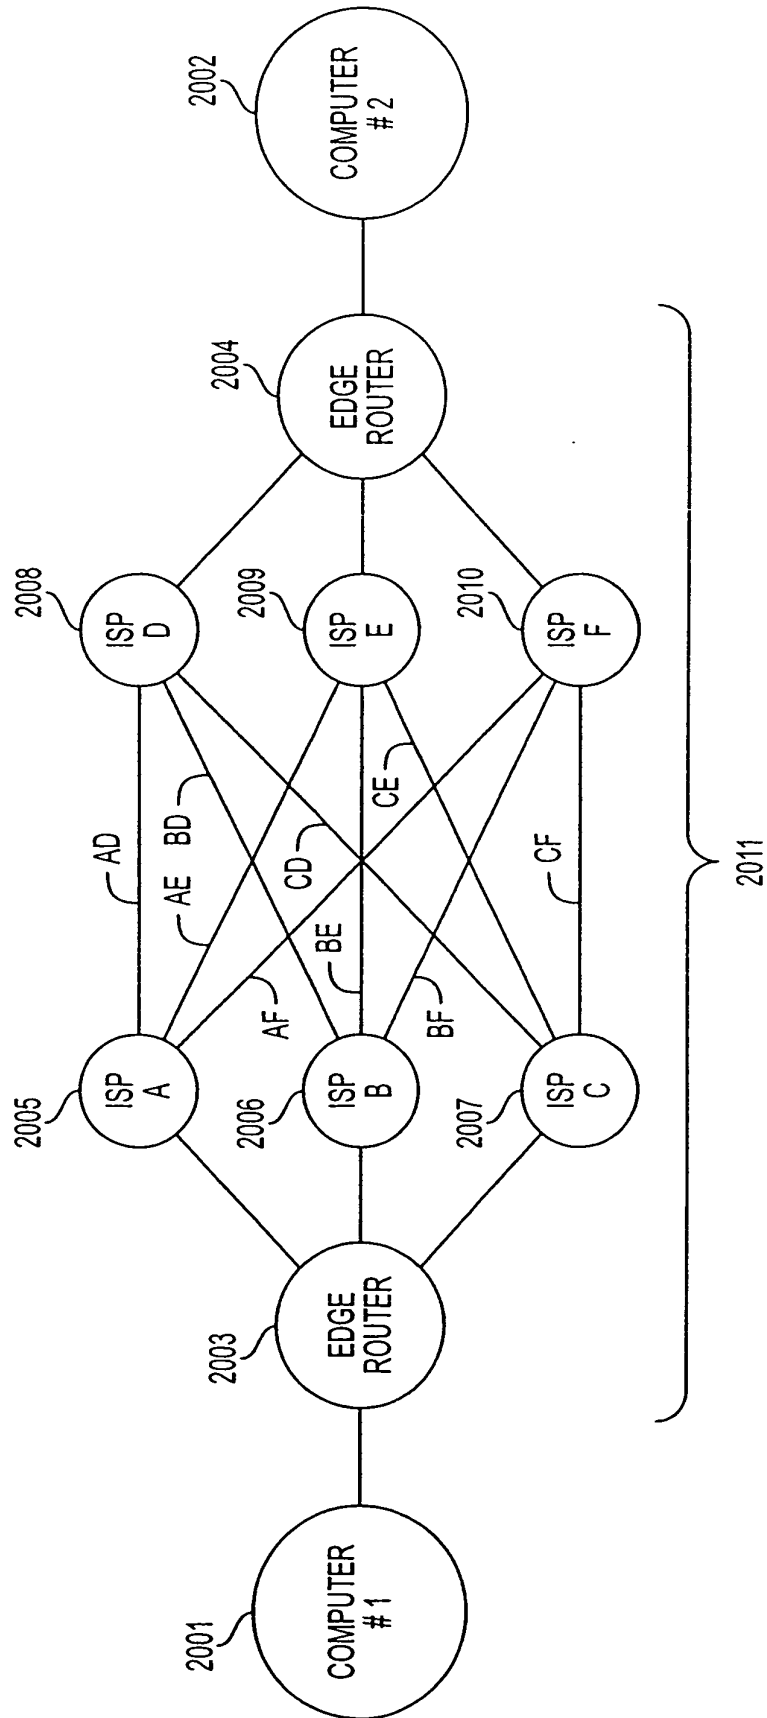 2001
COMPUTER
#1
2003
EDGE
ROUTER
2005
ISP
A
2006
ISP
B
2007
ISP
C
AD
AE
BD
AF
CD
BE
CE
BF
CF
2008
ISP
D
2009
ISP
E
2010
ISP
F
2004
EDGE
ROUTER
2002
COMPUTER
#2
2011